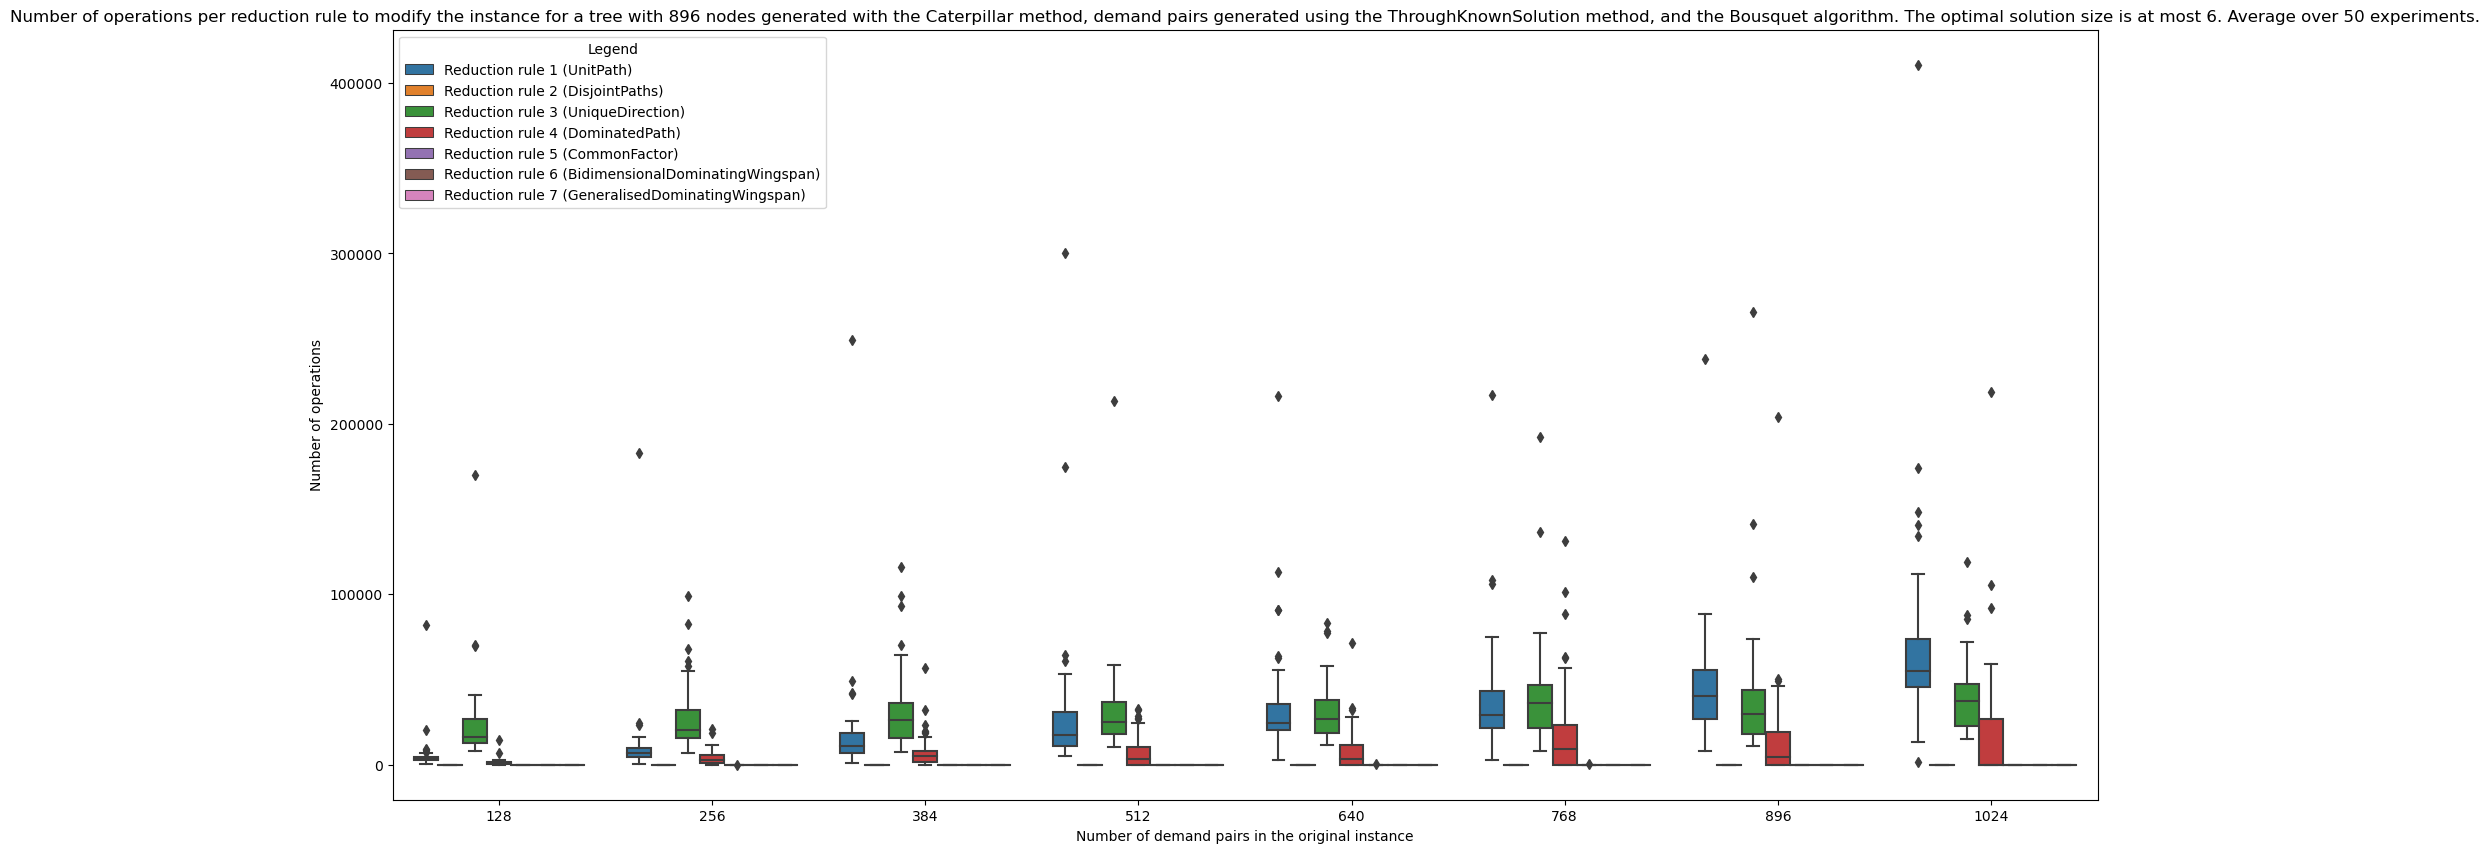 Number of operations per reduction rule to modify the instance for a tree with 896 nodes generated with the Caterpillar method, demand pairs generated using the ThroughKnownSolution method, and the Bousquet algorithm. The optimal solution size is at most 6. Average over 50 experiments.
Legend
Reduction rule 1 (UnitPath)
Reduction rule 2 (DisjointPaths)
Reduction rule 3 (UniqueDirection)
Reduction rule 4 (DominatedPath)
Reduction rule 5 (CommonFactor)
Reduction rule 6 (BidimensionalDominatingWingspan)
Reduction rule 7 (GeneralisedDominatingWingspan)
Number of operations
400000
300000
200000
100000
0
128 256 384 512 640 768 896 1024
Number of demand pairs in the original instance